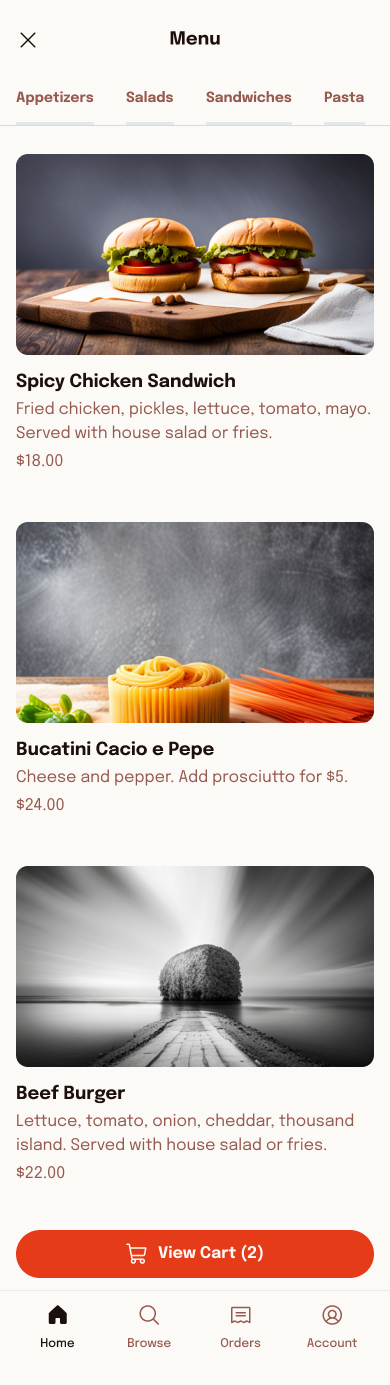 Menu
Appetizers Salads Sandwiches Pasta
Spicy Chicken Sandwich
Fried chicken, pickles, lettuce, tomato, mayo.
Served with house salad or fries.
$18.00
Bucatini Cacio e Pepe
Cheese and pepper. Add prosciutto for $5.
$24.00
Beef Burger
Lettuce, tomato, onion, cheddar, thousand
island. Served with house salad or fries.
$22.00
View Cart (2)
Home Browse Orders Account